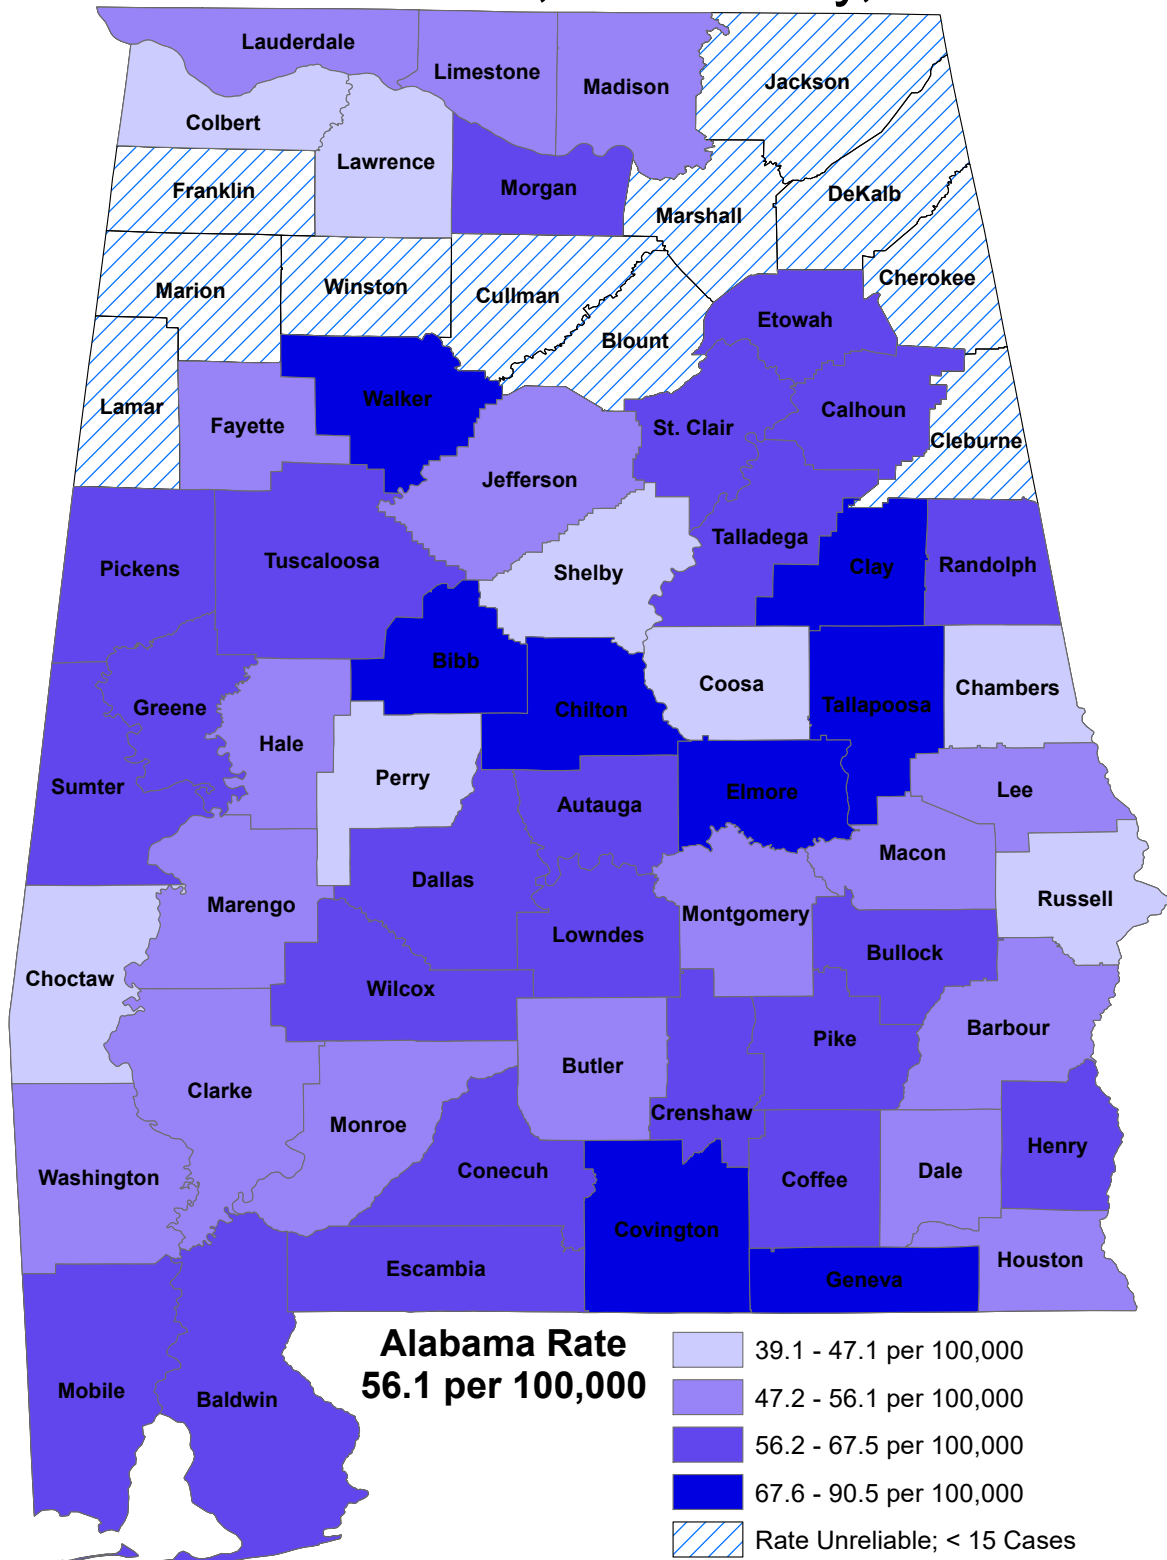 Lauderdale
Limestone
Madison
Jackson
Colbert
Lawrence
Franklin
Morgan
Marshall
DeKalb
Cherokee
Marion
Winston
Cullman
Blount
Etowah
Lamar
Fayette
Walker
Jefferson
St. Clair
Calhoun
Cleburne
Pickens
Tuscaloosa
Shelby
Talladega
Clay
Randolph
Bibb
Greene
Hale
Chilton
Coosa
Tallapoosa
Chambers
Sumter
Perry
Autauga
Elmore
Lee
Marengo
Dallas
Lowndes
Montgomery
Macon
Russell
Bullock
Choctaw
Wilcox
Butler
Pike
Barbour
Clarke
Monroe
Crenshaw
Washington
Conecuh
Coffee
Dale
Henry
Covington
Escambia
Geneva
Houston
Mobile
Baldwin
Alabama Rate
56.1 per 100,000
39.1 - 47.1 per 100,000
47.2 - 56.1 per 100,000
56.2 - 67.5 per 100,000
67.6 - 90.5 per 100,000
Rate Unreliable; < 15 Cases